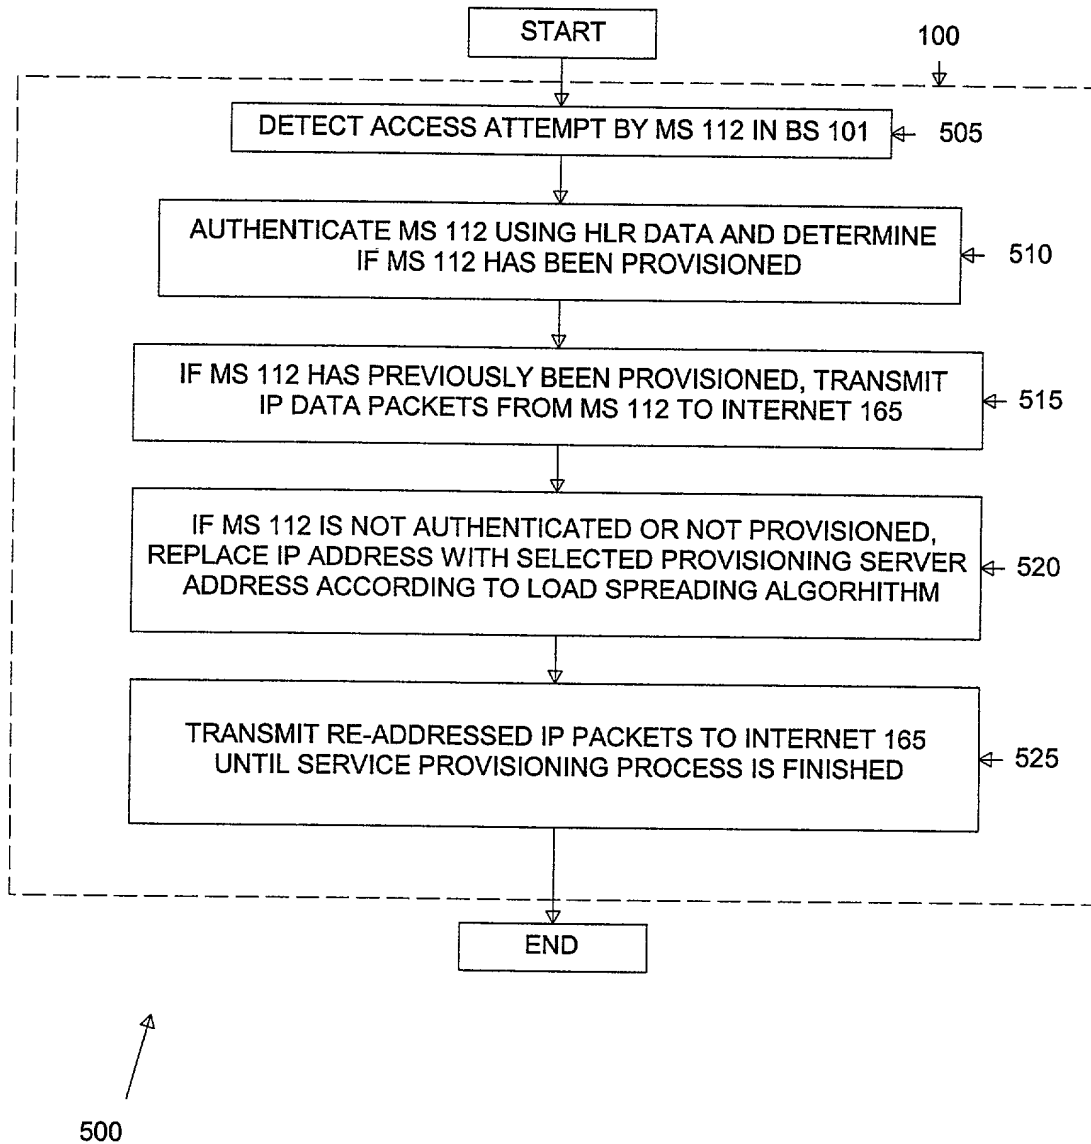 START
100
DETECT ACCESS ATTEMPT BY MS 112 IN BS 101
505
AUTHENTICATE MS 112 USING HLR DATA AND DETERMINE
IF MS 112 HAS BEEN PROVISIONED
510
IF MS 112 HAS PREVIOUSLY BEEN PROVISIONED, TRANSMIT
IP DATA PACKETS FROM MS 112 TO INTERNET 165
515
IF MS 112 IS NOT AUTHENTICATED OR NOT PROVISIONED,
REPLACE IP ADDRESS WITH SELECTED PROVISIONING SERVER
ADDRESS ACCORDING TO LOAD SPREADING ALGORHITHM
520
TRANSMIT RE-ADDRESSED IP PACKETS TO INTERNET 165
UNTIL SERVICE PROVISIONING PROCESS IS FINISHED
525
END
500